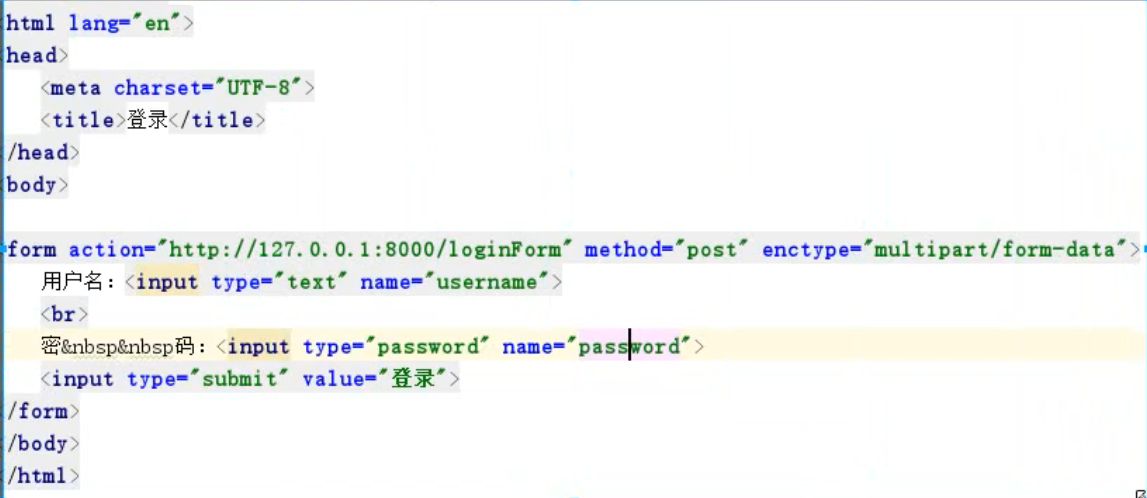 html lang="en">
head>
<meta charset="UTF-8">
<title>登录</title>
/head>
body>
form action="http://127.0.0.1:8000/loginForm" method="post" enctype="multipart/form-data">
用户名：<input type="text" name="username">
<br>
密&nbsp&nbsp码：<input type="password" name="password">
<input type="submit" value="登录">
/form>
/body>
/html>